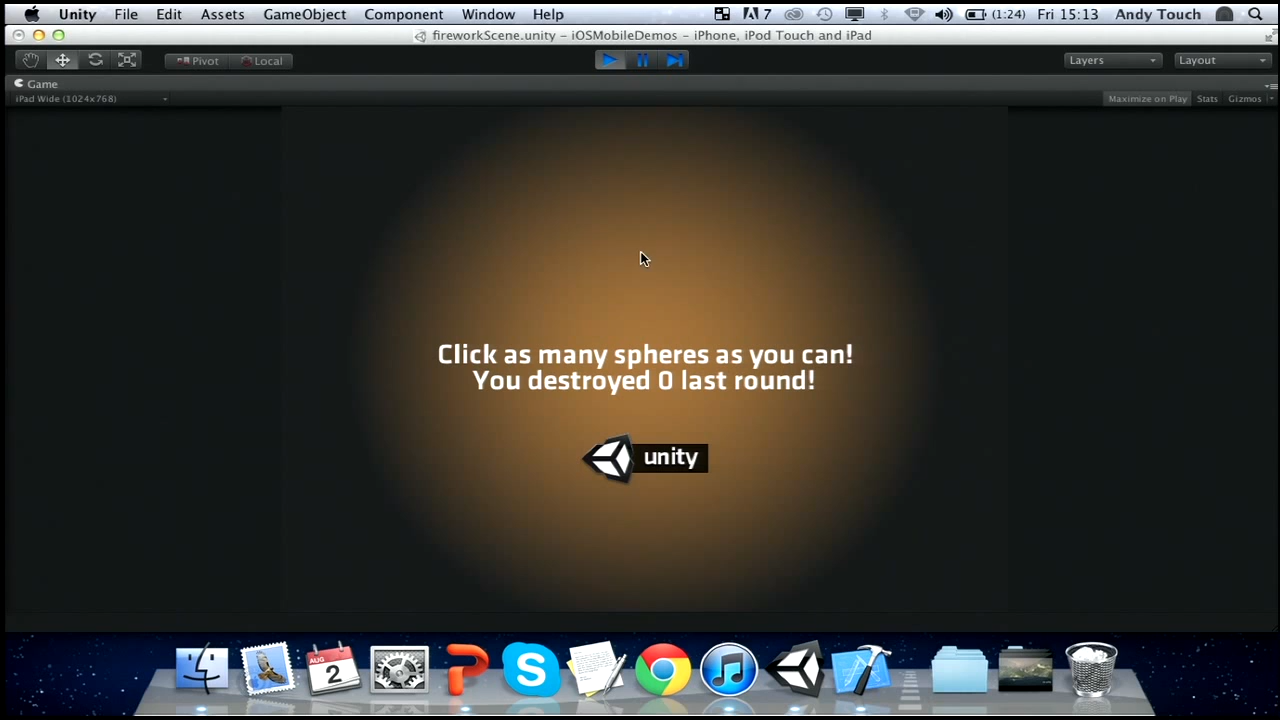 Unity File Edit Assets GameObject Component Window Help 7 (1:24) Fri 15:13 Andy Touch
fireworkScene.unity – iOSMobileDemos – iPhone, iPod Touch and iPad
Pivot Local Layers Layout
Game
iPad Wide (1024x768) Maximize on Play Stats Gizmos
Click as many spheres as you can!
You destroyed 0 last round!
unity
AUG
2